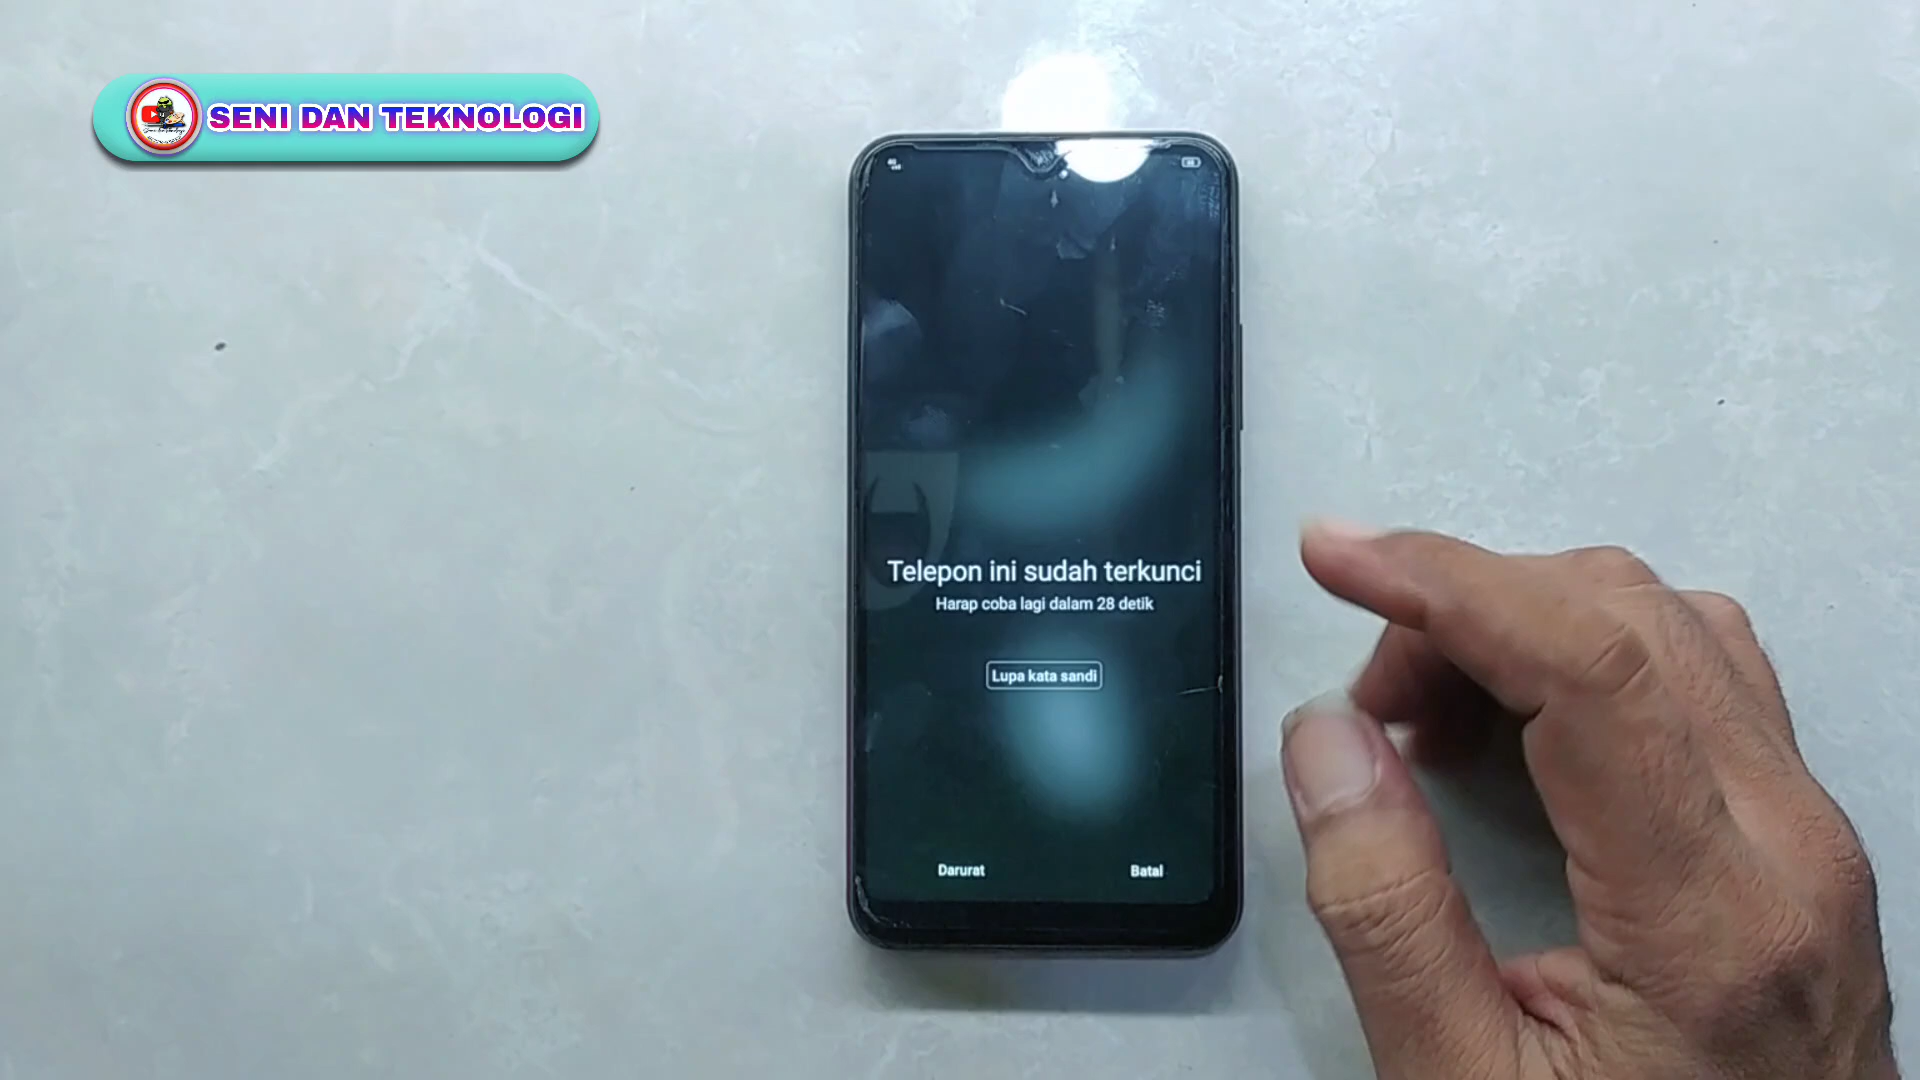 SENI DAN TEKNOLOGI
Telepon ini sudah terkunci
Harap coba lagi dalam 28 detik
Lupa kata sandi
Darurat
Batal